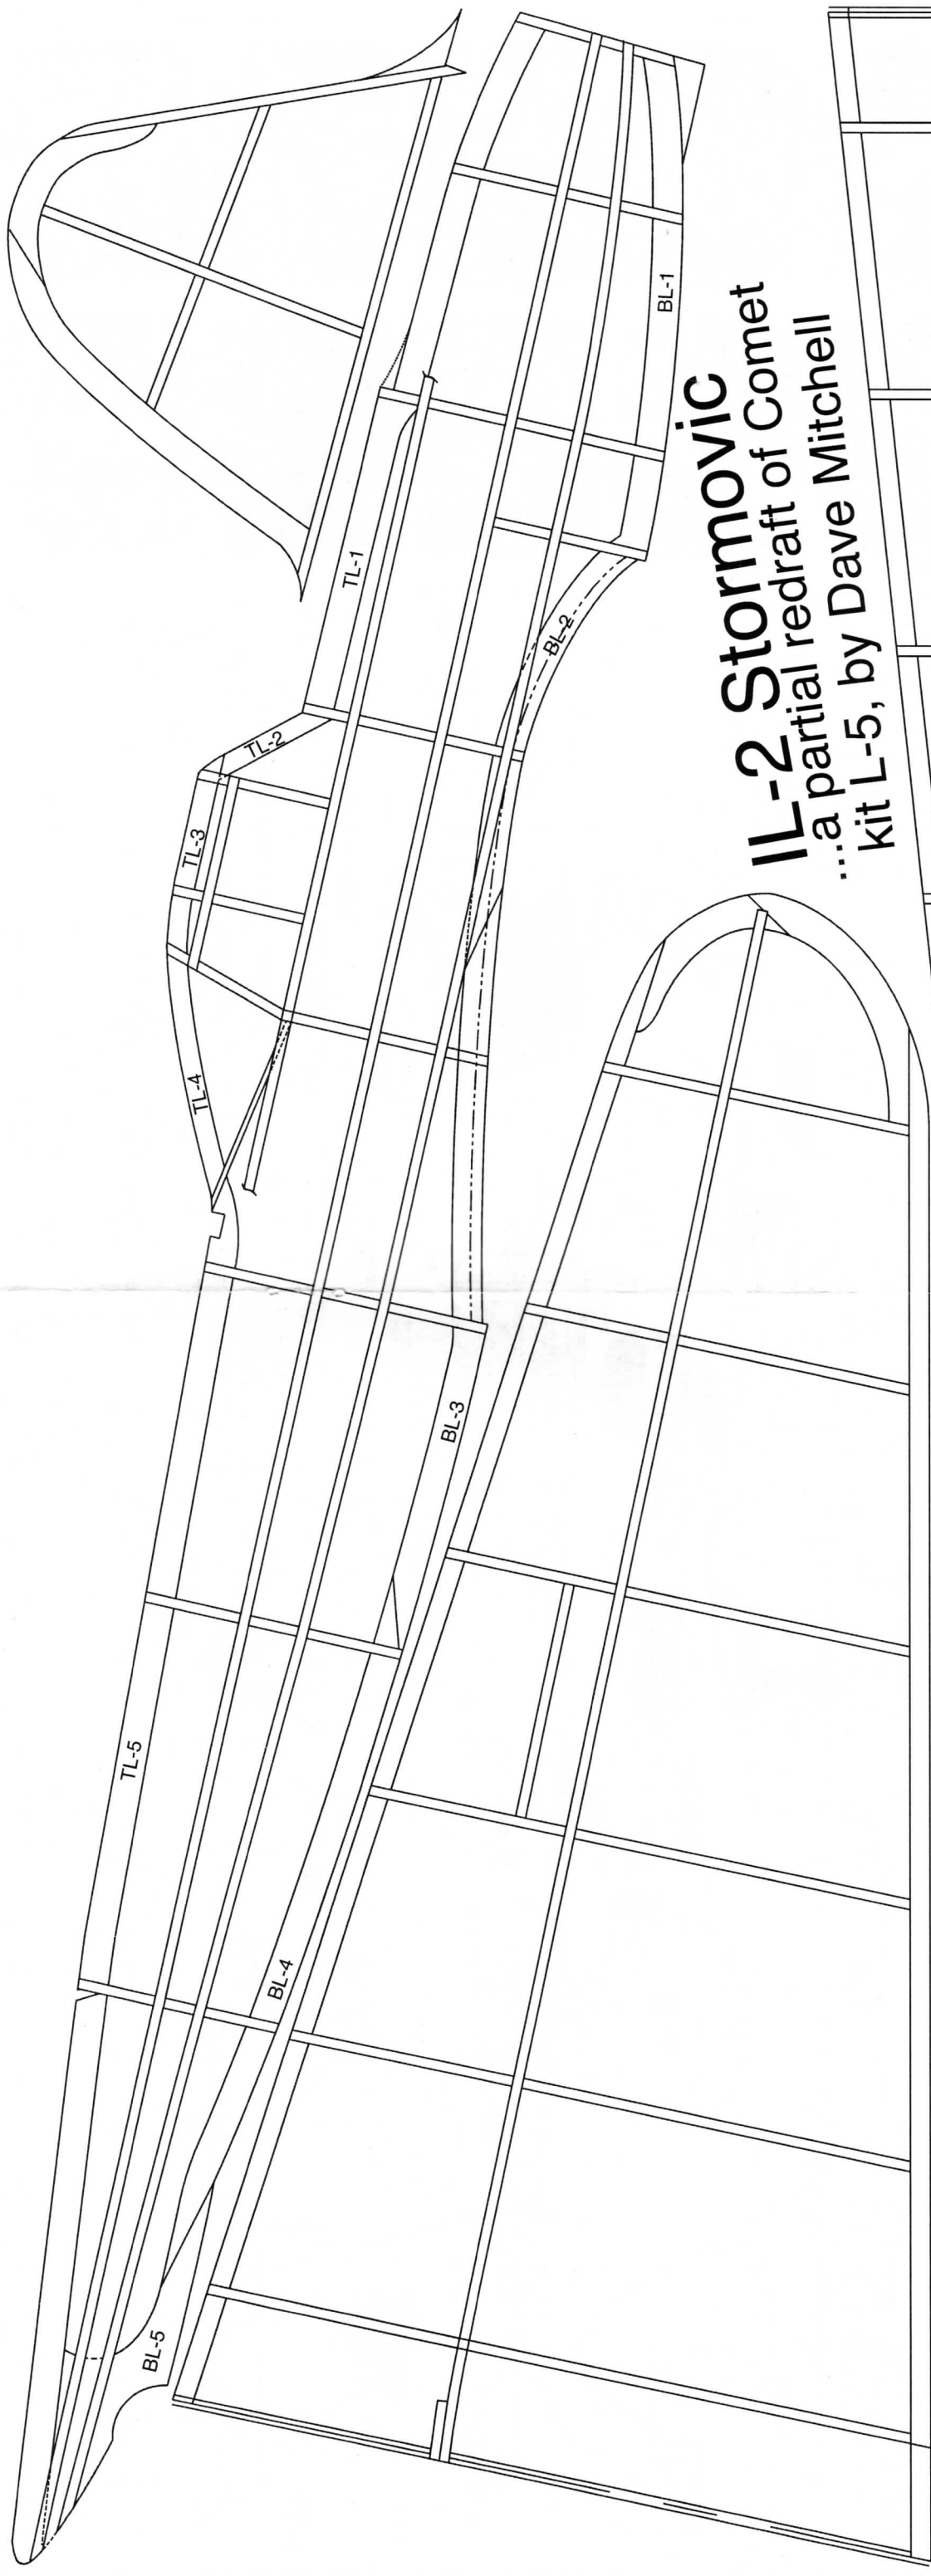 IL-2 Stormovic
...a partial redraft of Comet
kit L-5, by Dave Mitchell
TL-1
TL-2
TL-3
TL-4
TL-5
BL-1
BL-2
BL-3
BL-4
BL-5